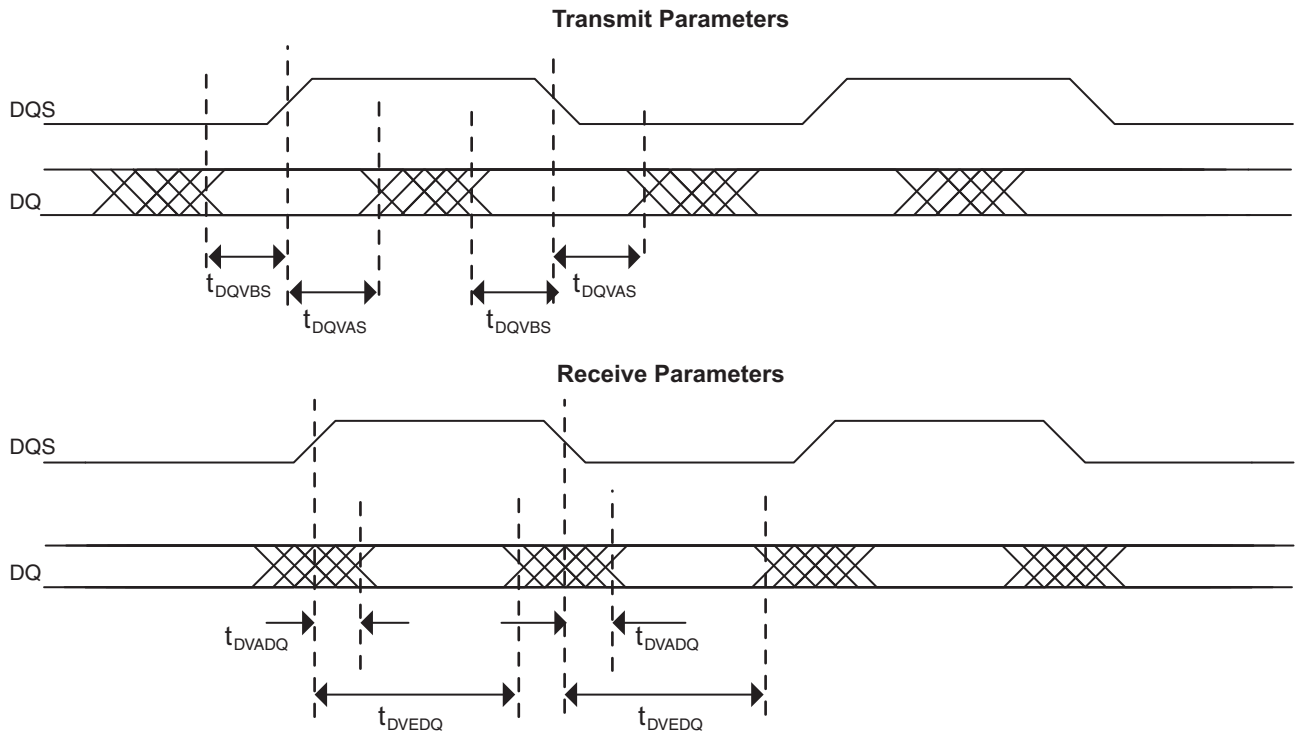 Transmit Parameters
DQS
DQ
tDQVBS
tDQVAS
tDQVAS
tDQVBS
Receive Parameters
DQS
DQ
tDVADQ
tDVADQ
tDVEDQ
tDVEDQ